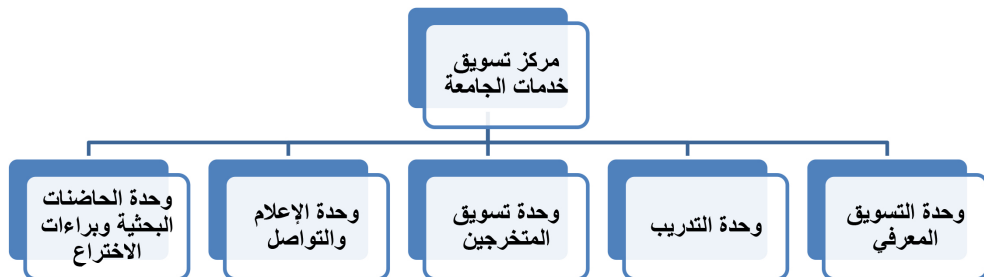 مركز تسويق
خدمات الجامعة
وحدة التسويق
المعرفي
وحدة التدريب
وحدة تسويق
المتخرجين
وحدة الإعلام
والتواصل
وحدة الحاضنات
البحثية وبراءات
الاختراع